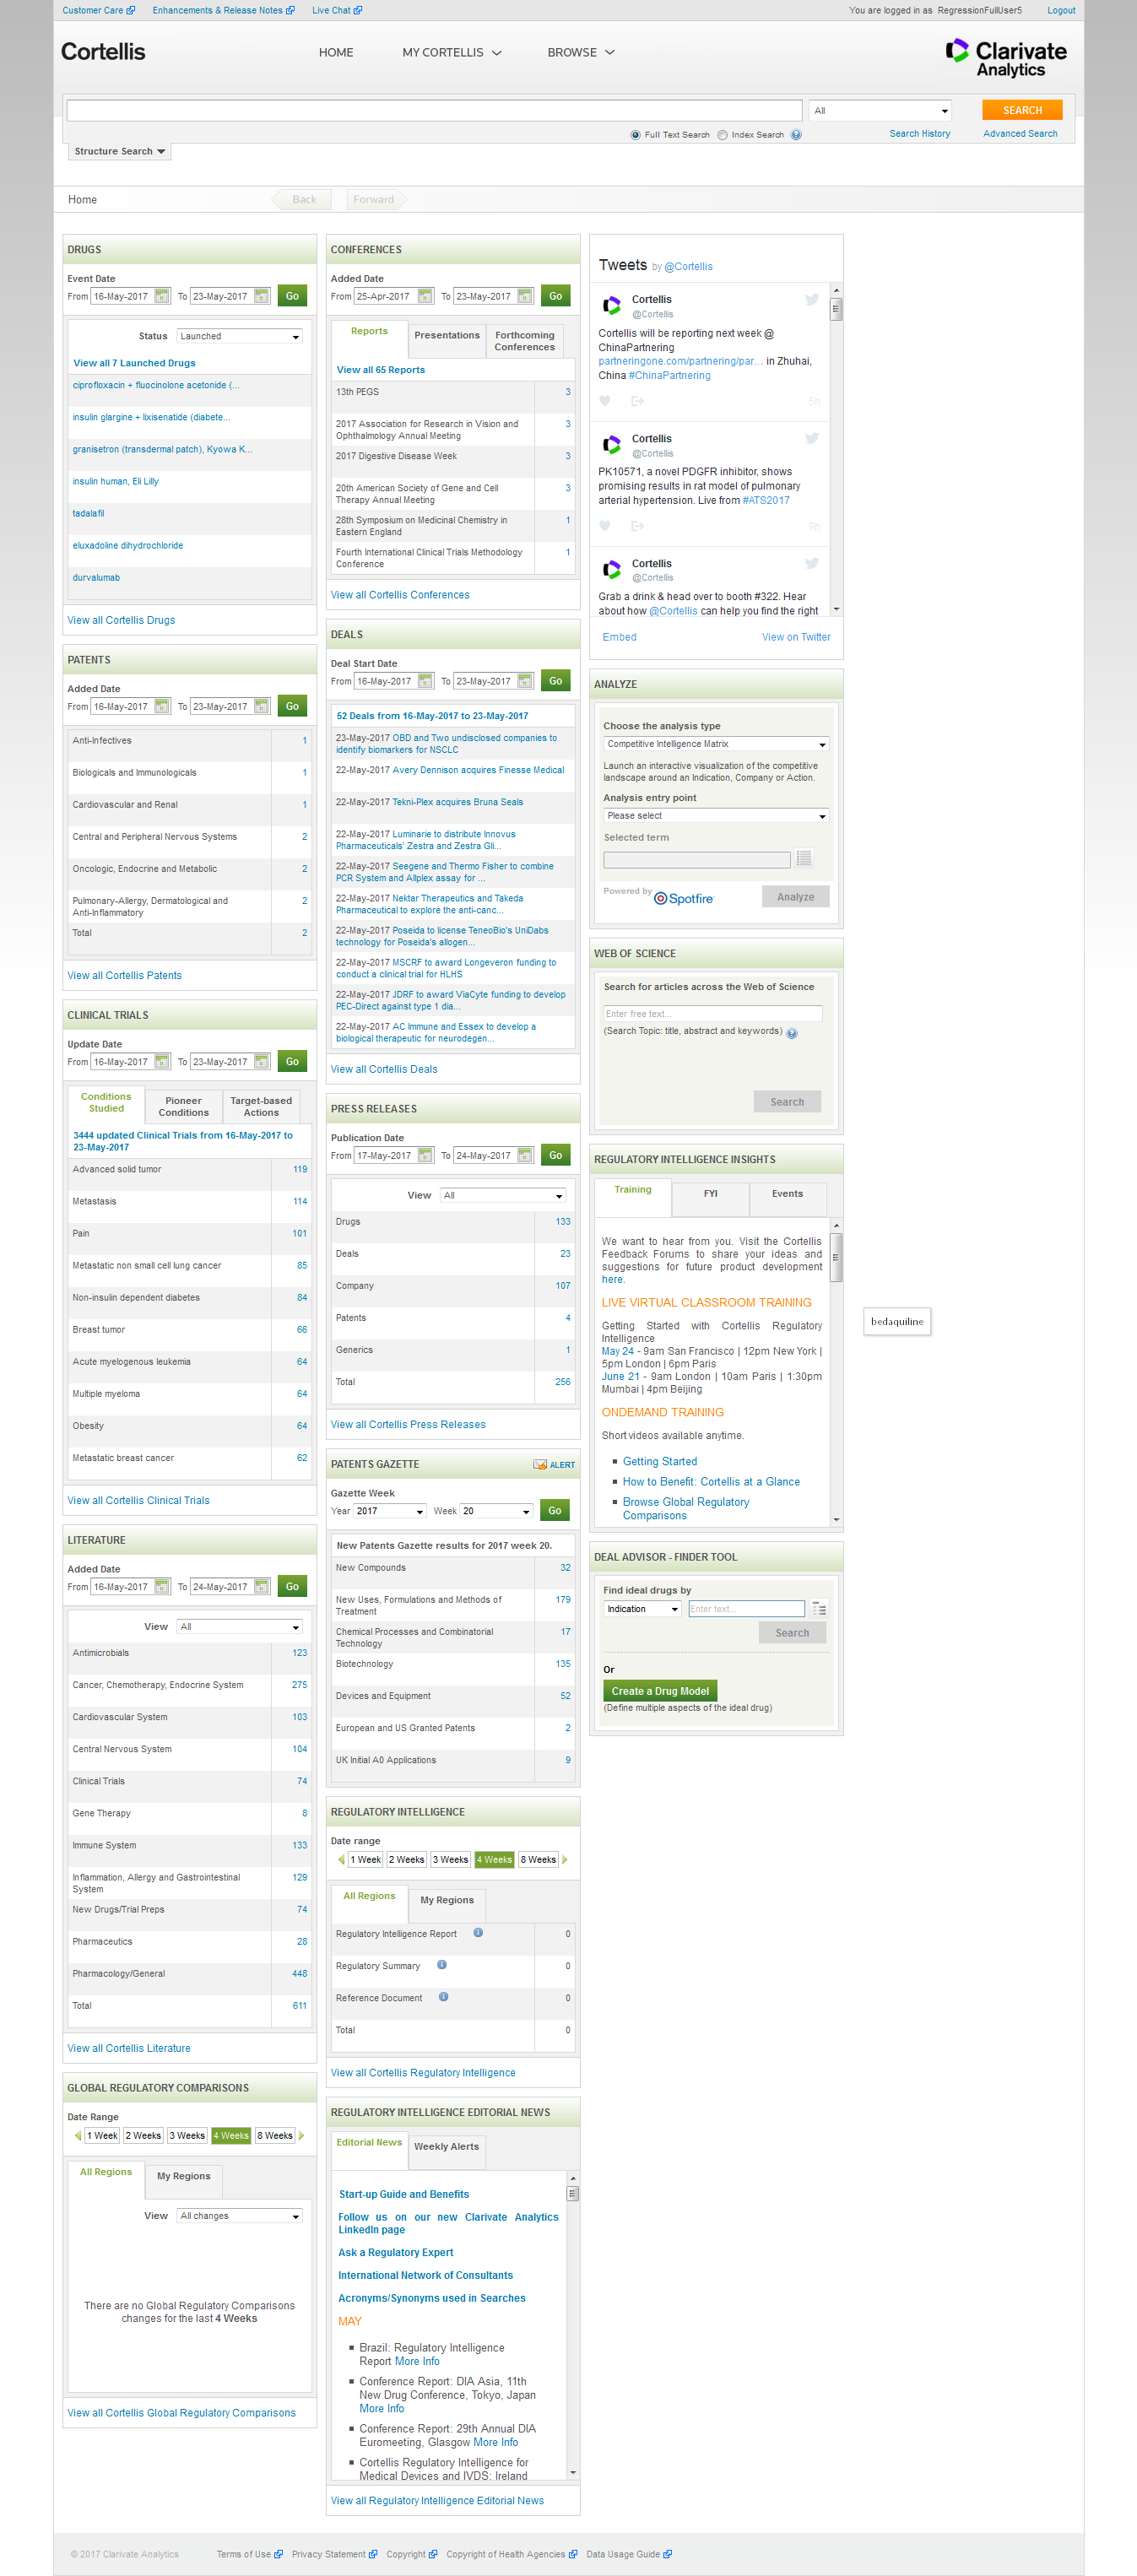 Customer Care Enhancements & Release Notes Live Chat You are logged in as RegressionFullUser5 Logout
Cortellis HOME MY CORTELLIS BROWSE Clarivate Analytics
All SEARCH
Full Text Search Index Search Search History Advanced Search
Structure Search
Home Back Forward
DRUGS
Event Date
From 16-May-2017 To 23-May-2017 Go
Status Launched
View all 7 Launched Drugs
ciprofloxacin + fluocinolone acetonide (...
insulin glargine + lixisenatide (diabete...
granisetron (transdermal patch), Kyowa K...
insulin human, Eli Lilly
tadalafil
eluxadoline dihydrochloride
durvalumab
View all Cortellis Drugs
PATENTS
Added Date
From 16-May-2017 To 23-May-2017 Go
Anti-Infectives 1
Biologicals and Immunologicals 1
Cardiovascular and Renal 1
Central and Peripheral Nervous Systems 2
Oncologic, Endocrine and Metabolic 2
Pulmonary-Allergy, Dermatological and
Anti-Inflammatory 2
Total 2
View all Cortellis Patents
CLINICAL TRIALS
Update Date
From 16-May-2017 To 23-May-2017 Go
Conditions Studied Pioneer Conditions Target-based Actions
3444 updated Clinical Trials from 16-May-2017 to
23-May-2017
Advanced solid tumor 119
Metastasis 114
Pain 101
Metastatic non small cell lung cancer 85
Non-insulin dependent diabetes 84
Breast tumor 66
Acute myelogenous leukemia 64
Multiple myeloma 64
Obesity 64
Metastatic breast cancer 62
View all Cortellis Clinical Trials
LITERATURE
Added Date
From 16-May-2017 To 24-May-2017 Go
View All
Antimicrobials 123
Cancer, Chemotherapy, Endocrine System 275
Cardiovascular System 103
Central Nervous System 104
Clinical Trials 74
Gene Therapy 8
Immune System 133
Inflammation, Allergy and Gastrointestinal
System 129
New Drugs/Trial Preps 74
Pharmaceutics 28
Pharmacology/General 448
Total 611
View all Cortellis Literature
GLOBAL REGULATORY COMPARISONS
Date Range
1 Week 2 Weeks 3 Weeks 4 Weeks 8 Weeks
All Regions My Regions
View All changes
There are no Global Regulatory Comparisons
changes for the last 4 Weeks
View all Cortellis Global Regulatory Comparisons
CONFERENCES
Added Date
From 25-Apr-2017 To 23-May-2017 Go
Reports Presentations Forthcoming Conferences
View all 65 Reports
13th PEGS 3
2017 Association for Research in Vision and
Ophthalmology Annual Meeting 3
2017 Digestive Disease Week 3
20th American Society of Gene and Cell
Therapy Annual Meeting 3
28th Symposium on Medicinal Chemistry in
Eastern England 1
Fourth International Clinical Trials Methodology
Conference 1
View all Cortellis Conferences
DEALS
Deal Start Date
From 16-May-2017 To 23-May-2017 Go
52 Deals from 16-May-2017 to 23-May-2017
23-May-2017 OBD and Two undisclosed companies to
identify biomarkers for NSCLC
22-May-2017 Avery Dennison acquires Finesse Medical
22-May-2017 Tekni-Plex acquires Bruna Seals
22-May-2017 Luminarie to distribute Innovus
Pharmaceuticals' Zestra and Zestra Gli...
22-May-2017 Seegene and Thermo Fisher to combine
PCR System and Allplex assay for ...
22-May-2017 Nektar Therapeutics and Takeda
Pharmaceutical to explore the anti-canc...
22-May-2017 Poseida to license TeneoBio's UniDabs
technology for Poseida's allogen...
22-May-2017 MSCRF to award Longeveron funding to
conduct a clinical trial for HLHS
22-May-2017 JDRF to award ViaCyte funding to develop
PEC-Direct against type 1 dia...
22-May-2017 AC Immune and Essex to develop a
biological therapeutic for neurodegen...
View all Cortellis Deals
PRESS RELEASES
Publication Date
From 17-May-2017 To 24-May-2017 Go
View All
Drugs 133
Deals 23
Company 107
Patents 4
Generics 1
Total 256
View all Cortellis Press Releases
PATENTS GAZETTE ALERT
Gazette Week
Year 2017 Week 20 Go
New Patents Gazette results for 2017 week 20.
New Compounds 32
New Uses, Formulations and Methods of
Treatment 179
Chemical Processes and Combinatorial
Technology 17
Biotechnology 135
Devices and Equipment 52
European and US Granted Patents 2
UK Initial A0 Applications 9
REGULATORY INTELLIGENCE
Date range
1 Week 2 Weeks 3 Weeks 4 Weeks 8 Weeks
All Regions My Regions
Regulatory Intelligence Report 0
Regulatory Summary 0
Reference Document 0
Total 0
View all Cortellis Regulatory Intelligence
REGULATORY INTELLIGENCE EDITORIAL NEWS
Editorial News Weekly Alerts
Start-up Guide and Benefits
Follow us on our new Clarivate Analytics
LinkedIn page
Ask a Regulatory Expert
International Network of Consultants
Acronyms/Synonyms used in Searches
MAY
Brazil: Regulatory Intelligence
Report More Info
Conference Report: DIA Asia, 11th
New Drug Conference, Tokyo, Japan
More Info
Conference Report: 29th Annual DIA
Euromeeting, Glasgow More Info
Cortellis Regulatory Intelligence for
Medical Devices and IVDS: Ireland
View all Regulatory Intelligence Editorial News
Tweets by @Cortellis
Cortellis
@Cortellis
Cortellis will be reporting next week @
ChinaPartnering
partneringone.com/partnering/par... in Zhuhai,
China #ChinaPartnering
5h
Cortellis
@Cortellis
PK10571, a novel PDGFR inhibitor, shows
promising results in rat model of pulmonary
arterial hypertension. Live from #ATS2017
9h
Cortellis
@Cortellis
Grab a drink & head over to booth #322. Hear
about how @Cortellis can help you find the right
Embed View on Twitter
ANALYZE
Choose the analysis type
Competitive Intelligence Matrix
Launch an interactive visualization of the competitive
landscape around an Indication, Company or Action.
Analysis entry point
Please select
Selected term
Powered by Spotfire Analyze
WEB OF SCIENCE
Search for articles across the Web of Science
Enter free text...
(Search Topic: title, abstract and keywords)
Search
REGULATORY INTELLIGENCE INSIGHTS
Training FYI Events
We want to hear from you. Visit the Cortellis
Feedback Forums to share your ideas and
suggestions for future product development
here.
LIVE VIRTUAL CLASSROOM TRAINING
Getting Started with Cortellis Regulatory
Intelligence
May 24 - 9am San Francisco | 12pm New York |
5pm London | 6pm Paris
June 21 - 9am London | 10am Paris | 1:30pm
Mumbai | 4pm Beijing
ONDEMAND TRAINING
Short videos available anytime.
Getting Started
How to Benefit: Cortellis at a Glance
Browse Global Regulatory
Comparisons
DEAL ADVISOR - FINDER TOOL
Find ideal drugs by
Indication Enter text...
Search
Or
Create a Drug Model
(Define multiple aspects of the ideal drug)
bedaquiline
© 2017 Clarivate Analytics Terms of Use Privacy Statement Copyright Copyright of Health Agencies Data Usage Guide